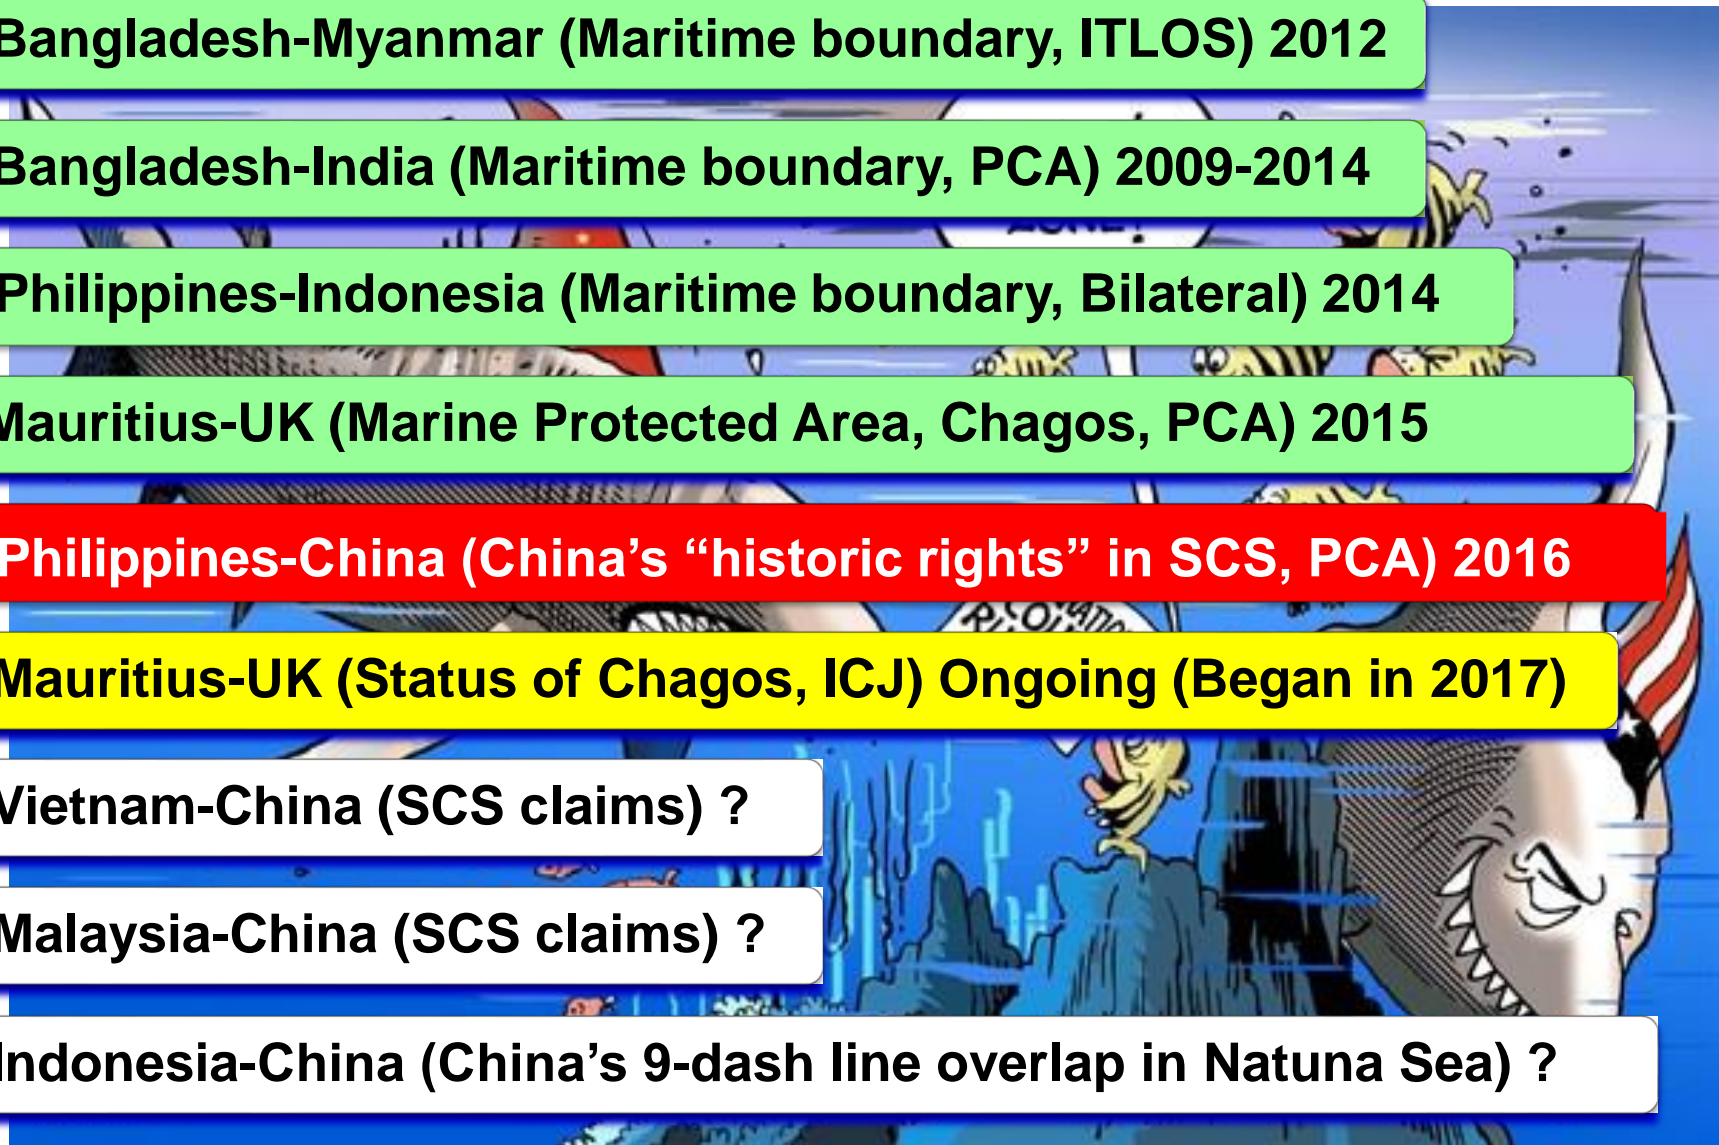 Bangladesh-Myanmar (Maritime boundary, ITLOS) 2012
Bangladesh-India (Maritime boundary, PCA) 2009-2014
Philippines-Indonesia (Maritime boundary, Bilateral) 2014
Mauritius-UK (Marine Protected Area, Chagos, PCA) 2015
Philippines-China (China’s “historic rights” in SCS, PCA) 2016
Mauritius-UK (Status of Chagos, ICJ) Ongoing (Began in 2017)
Vietnam-China (SCS claims) ?
Malaysia-China (SCS claims) ?
Indonesia-China (China’s 9-dash line overlap in Natuna Sea) ?